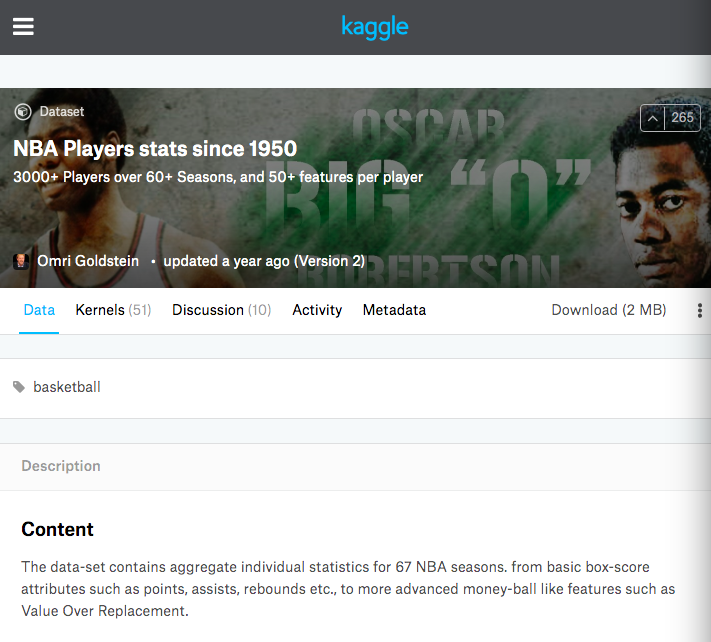 kaggle
Dataset
265
NBA Players stats since 1950
3000+ Players over 60+ Seasons, and 50+ features per player
OSCAR
BIG "O"
ROBERTSON
Omri Goldstein • updated a year ago (Version 2)
Data Kernels (51) Discussion (10) Activity Metadata Download (2 MB)
basketball
Description
Content
The data-set contains aggregate individual statistics for 67 NBA seasons. from basic box-score
attributes such as points, assists, rebounds etc., to more advanced money-ball like features such as
Value Over Replacement.